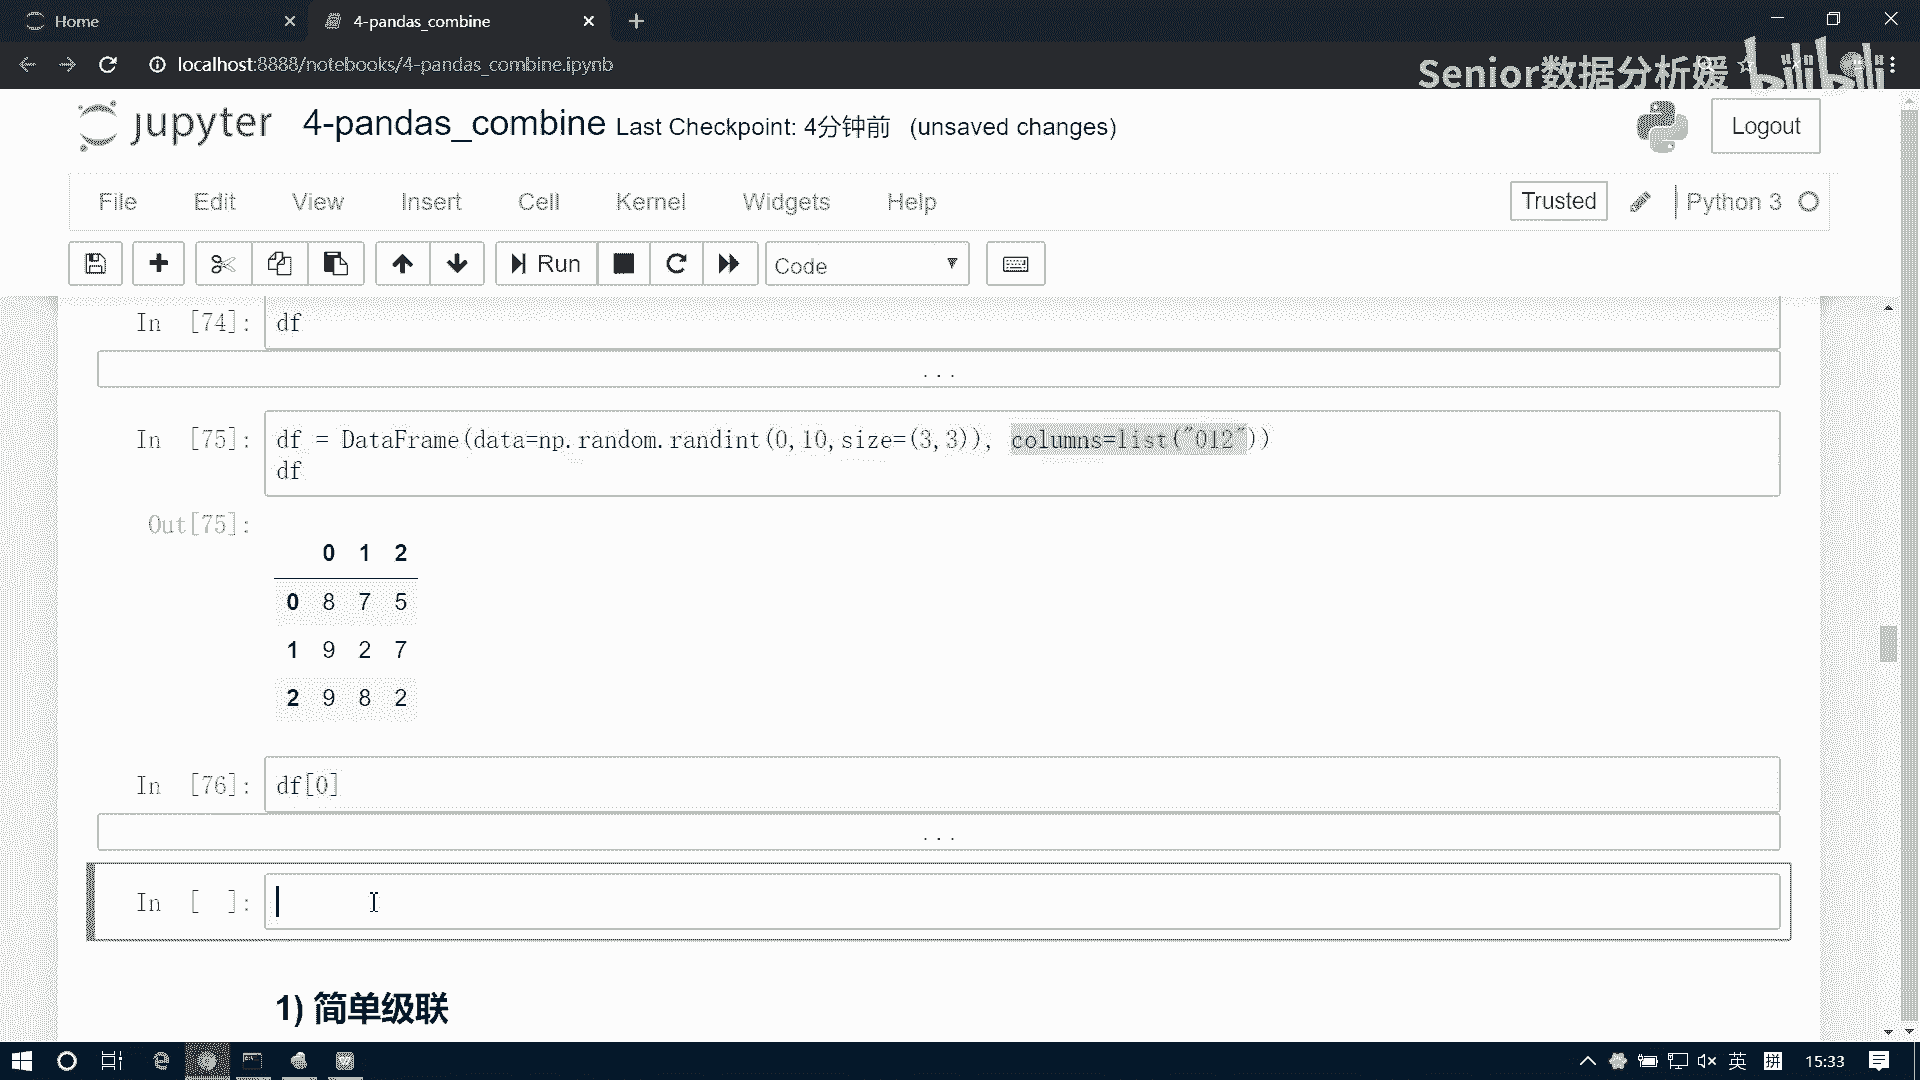 Home
4-pandas_combine
localhost:8888/notebooks/4-pandas_combine.ipynb
Senior数据分析媛
bilibili
jupyter
4-pandas_combine Last Checkpoint: 4分钟前 (unsaved changes)
Logout
File Edit View Insert Cell Kernel Widgets Help
Trusted
Python 3
Run
Code
In [74]: df
...
In [75]: df = DataFrame(data=np.random.randint(0,10,size=(3,3)), columns=list("012"))
df
Out[75]:
0 1 2
0 8 7 5
1 9 2 7
2 9 8 2
In [76]: df[0]
...
In [ ]:
1) 简单级联
英
拼
15:33